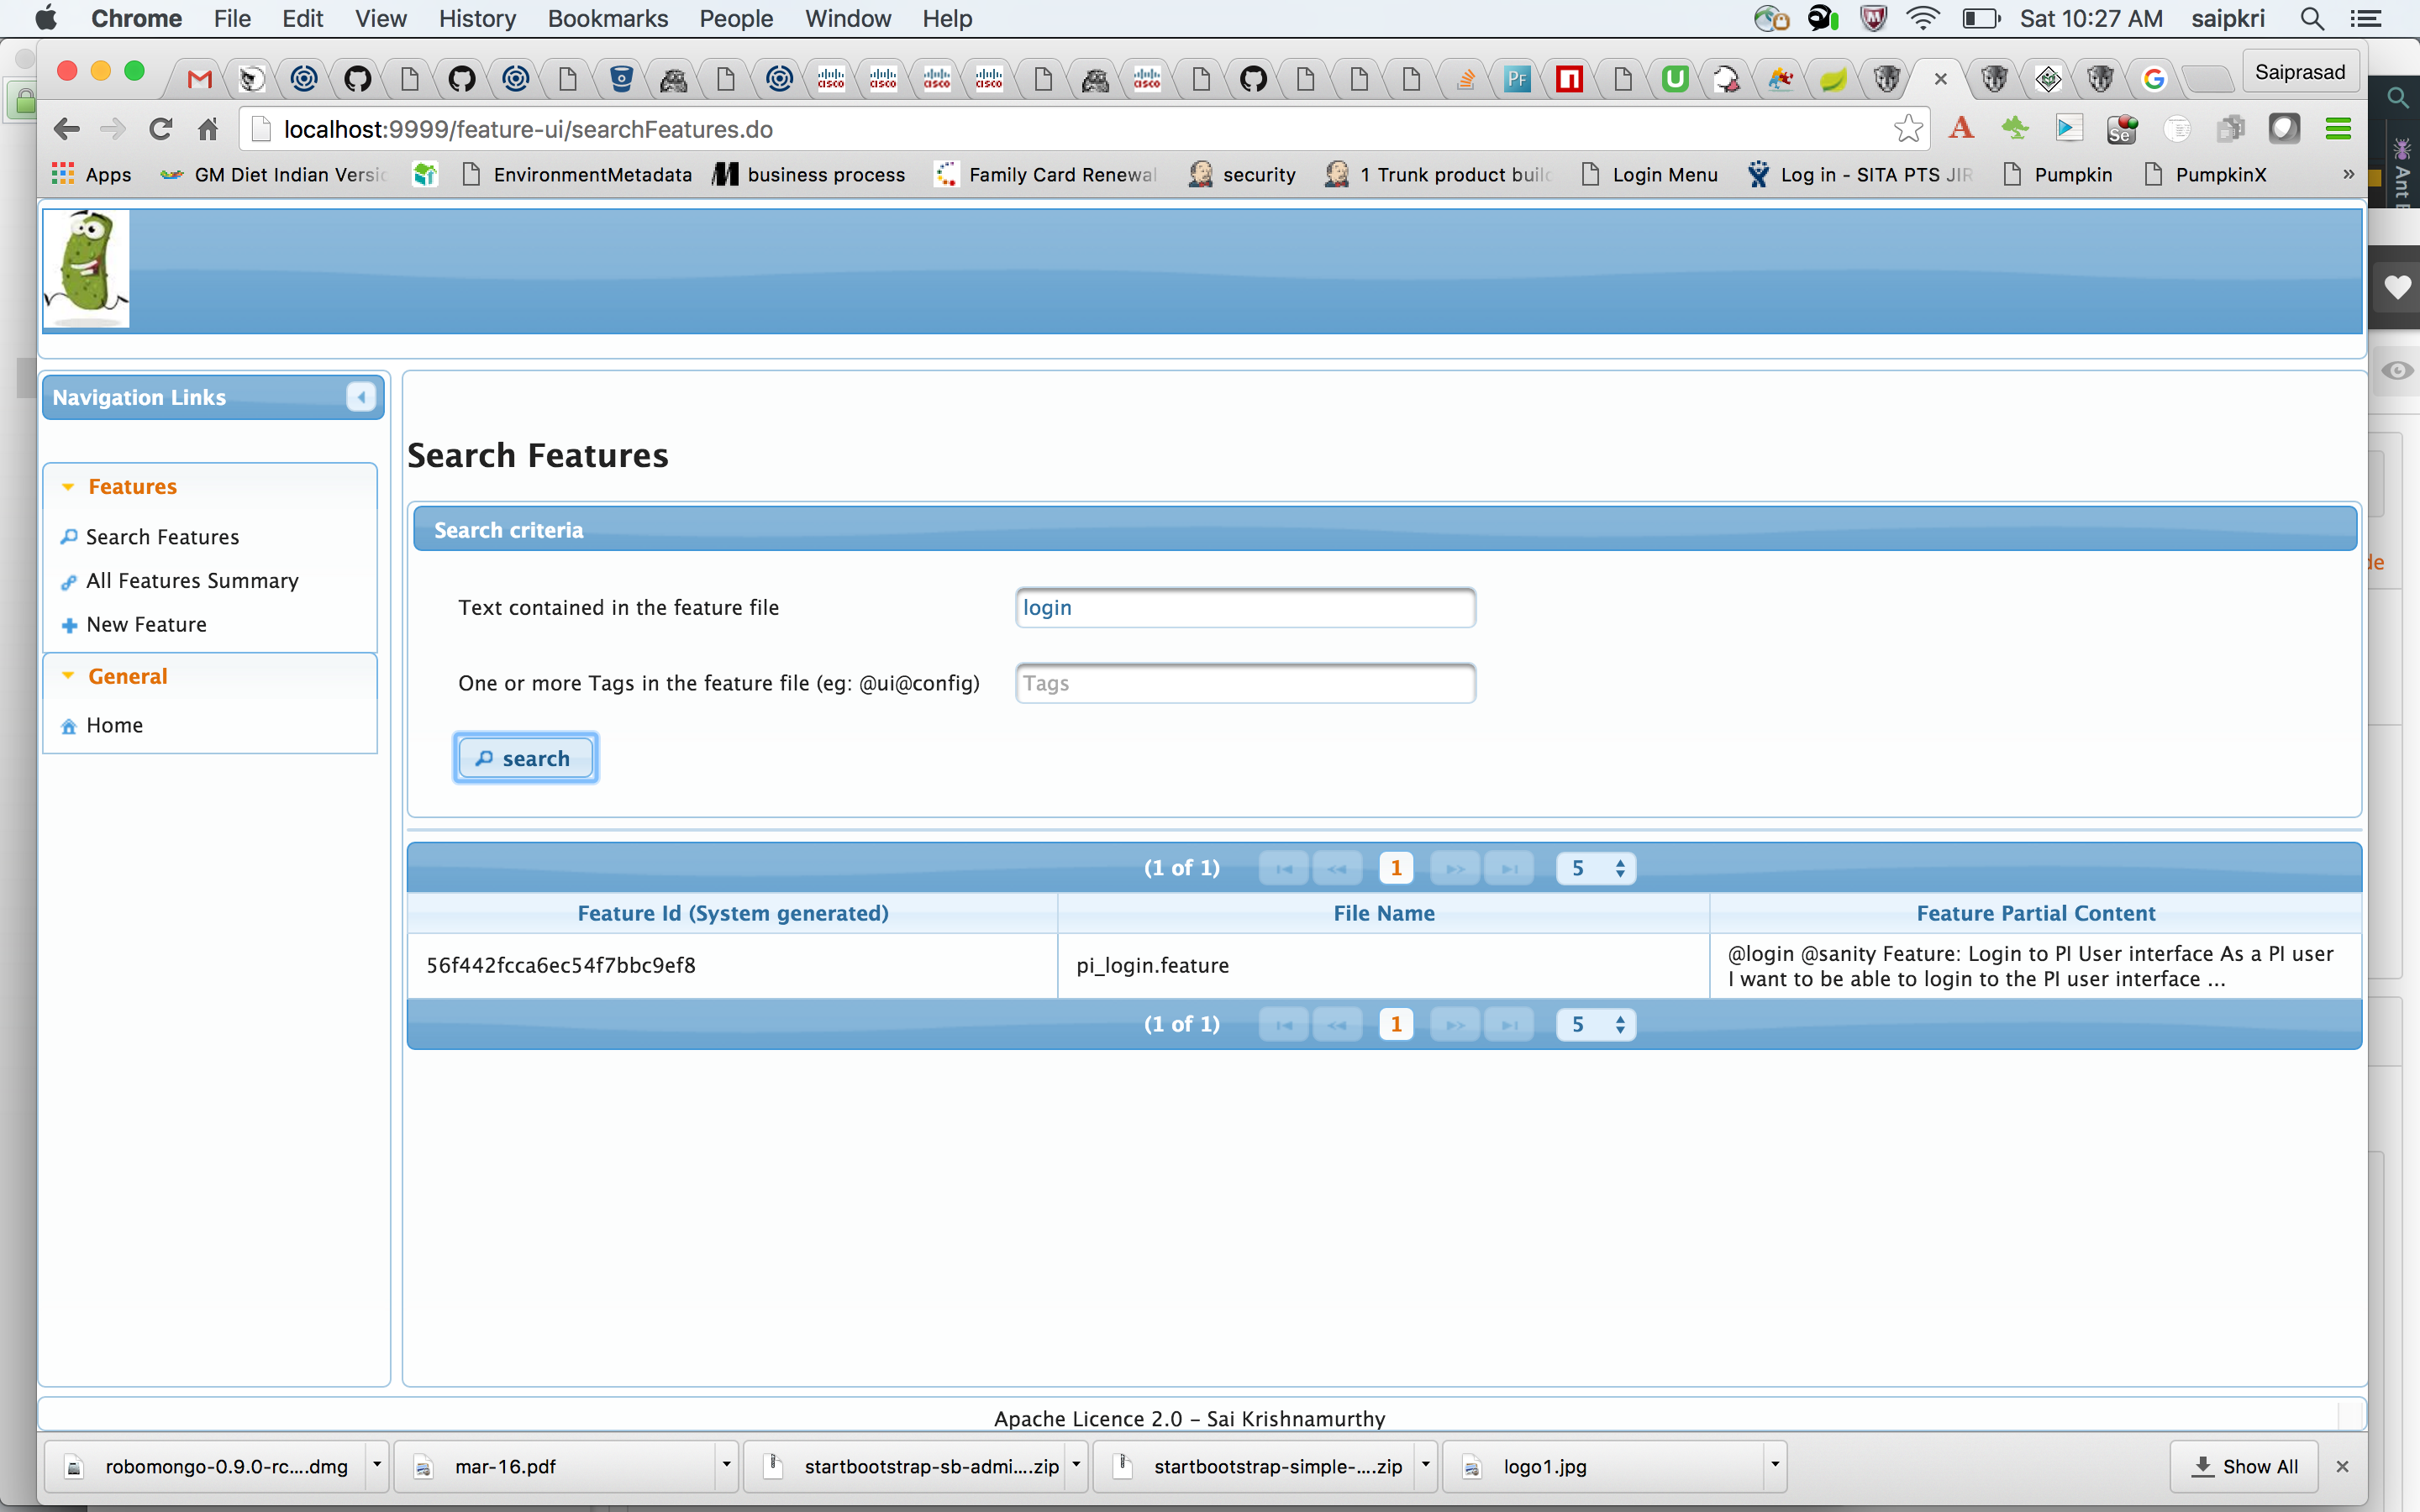 Chrome File Edit View History Bookmarks People Window Help Sat 10:27 AM saipkri
Saiprasad
localhost:9999/feature-ui/searchFeatures.do
Apps GM Diet Indian Versi EnvironmentMetadata business process Family Card Renewal security 1 Trunk product build Login Menu Log in - SITA PTS JIR Pumpkin PumpkinX »
Ant
Navigation Links
Features
Search Features
All Features Summary
New Feature
General
Home
Search Features
Search criteria
Text contained in the feature file login
One or more Tags in the feature file (eg: @ui@config) Tags
search
(1 of 1) 1 5
Feature Id (System generated) File Name Feature Partial Content
56f442fcca6ec54f7bbc9ef8 pi_login.feature @login @sanity Feature: Login to PI User interface As a PI user
I want to be able to login to the PI user interface ...
(1 of 1) 1 5
Apache Licence 2.0 – Sai Krishnamurthy
robomongo-0.9.0-rc....dmg mar-16.pdf startbootstrap-sb-admi....zip startbootstrap-simple-....zip logo1.jpg Show All